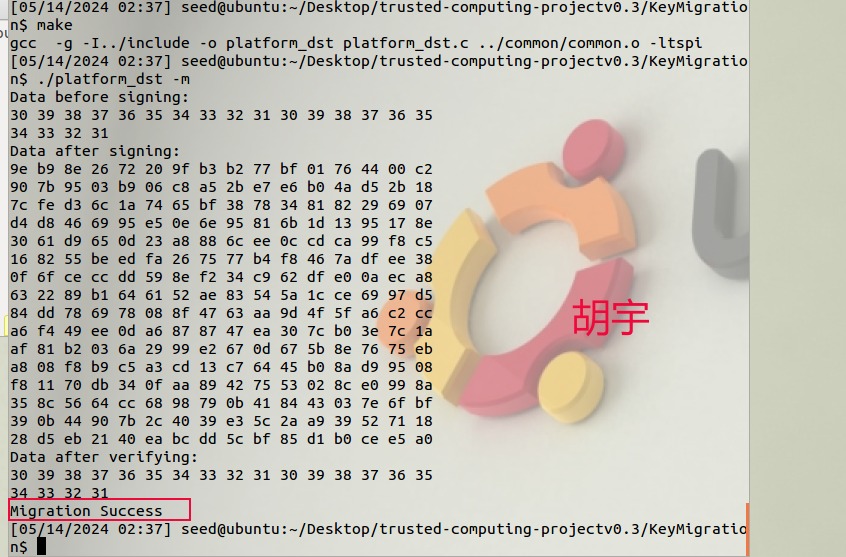 [05/14/2024 02:37] seed@ubuntu:~/Desktop/trusted-computing-projectv0.3/KeyMigratio
n$ make
gcc  -g -I../include -o platform_dst platform_dst.c ../common/common.o -ltspi
[05/14/2024 02:37] seed@ubuntu:~/Desktop/trusted-computing-projectv0.3/KeyMigratio
n$ ./platform_dst -m
Data before signing:
30 39 38 37 36 35 34 33 32 31 30 39 38 37 36 35
34 33 32 31
Data after signing:
9e b9 8e 26 72 20 9f b3 b2 77 bf 01 76 44 00 c2
90 7b 95 03 b9 06 c8 a5 2b e7 e6 b0 4a d5 2b 18
7c fe d3 6c 1a 74 65 bf 38 78 34 81 82 29 69 07
d4 d8 46 69 95 e5 0e 6e 95 81 6b 1d 13 95 17 8e
30 61 d9 65 0d 23 a8 88 6c ee 0c cd ca 99 f8 c5
16 82 55 be ed fa 26 75 77 b4 f8 46 7a df ee 38
0f 6f ce cc dd 59 8e f2 34 c9 62 df e0 0a ec a8
63 22 89 b1 64 61 52 ae 83 54 5a 1c ce 69 97 d5
84 dd 78 69 78 08 8f 47 63 aa 9d 4f 5f a6 c2 cc
a6 f4 49 ee 0d a6 87 87 47 ea 30 7c b0 3e 7c 1a
af 81 b2 03 6a 29 99 e2 67 0d 67 5b 8e 76 75 eb
a8 08 f8 b9 c5 a3 cd 13 c7 64 45 b0 8a d9 95 08
f8 11 70 db 34 0f aa 89 42 75 53 02 8c e0 99 8a
35 8c 56 64 cc 68 98 79 0b 41 84 43 03 7e 6f bf
39 0b 44 90 7b 2c 40 39 e3 5c 2a a9 39 52 71 18
28 d5 eb 21 40 ea bc dd 5c bf 85 d1 b0 ce e5 a0
Data after verifying:
30 39 38 37 36 35 34 33 32 31 30 39 38 37 36 35
34 33 32 31
Migration Success
[05/14/2024 02:37] seed@ubuntu:~/Desktop/trusted-computing-projectv0.3/KeyMigratio
n$
胡宇